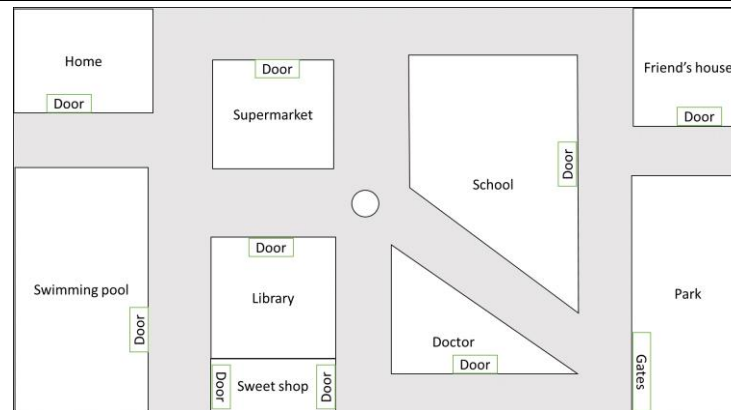 Home
Door
Door
Supermarket
School
Door
Friend's house
Door
Swimming pool
Door
Door
Library
Door
Sweet shop
Door
Doctor
Door
Park
Gates